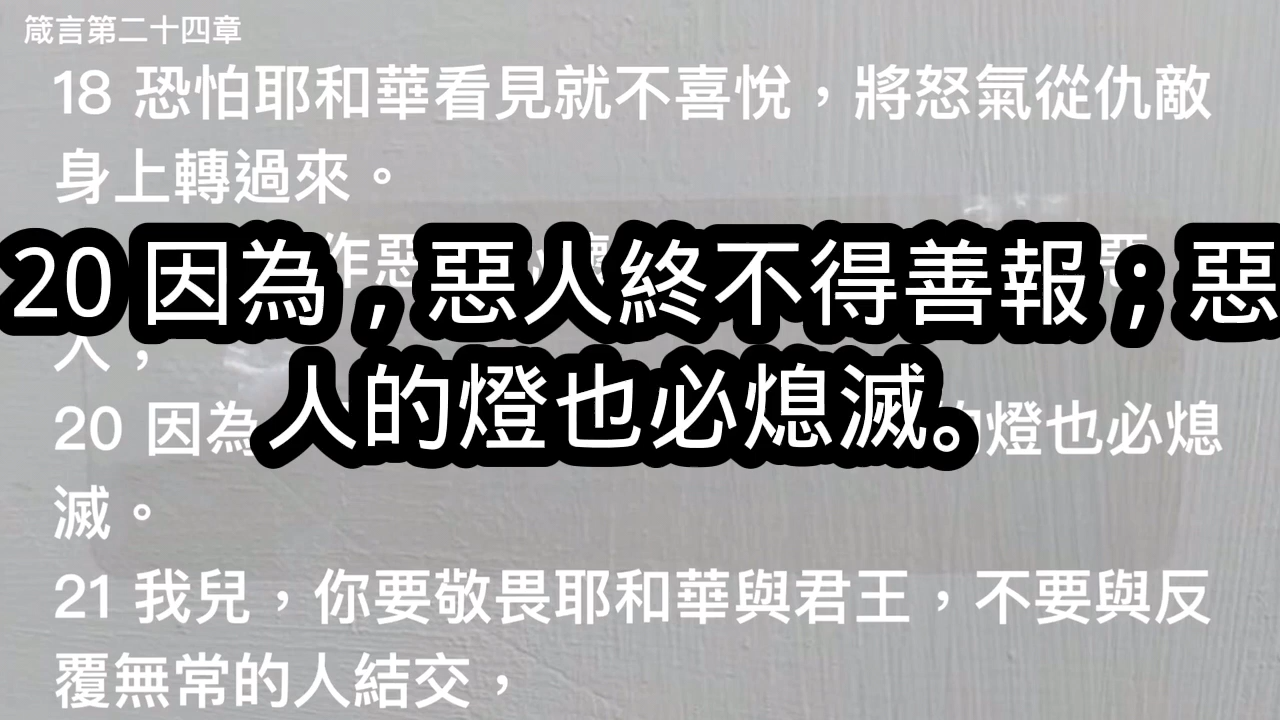 箴言第二十四章
18 恐怕耶和華看見就不喜悅，將怒氣從仇敵
身上轉過來。
作惡
20 因為，惡人終不得善報；惡
人的燈也必熄滅。
人，
20 因為
的燈也必熄
滅。
21 我兒，你要敬畏耶和華與君王，不要與反
覆無常的人結交，